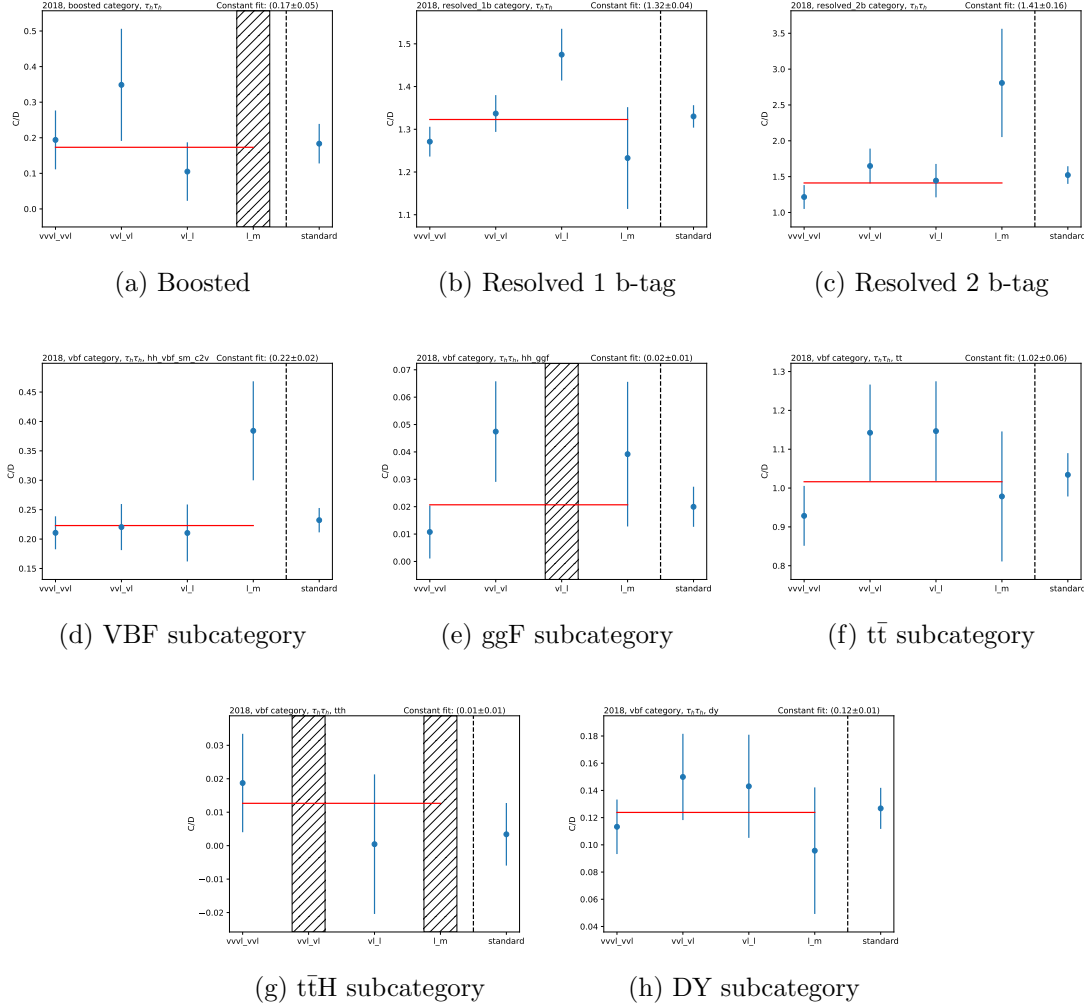 2018, boosted category, τₕτₕ Constant fit: (0.17±0.05)
C/D
0.5
0.4
0.3
0.2
0.1
0.0
vvvl_vvl vvl_vl vl_l l_m standard
(a) Boosted
2018, resolved_1b category, τₕτₕ Constant fit: (1.32±0.04)
C/D
1.5
1.4
1.3
1.2
1.1
vvvl_vvl vvl_vl vl_l l_m standard
(b) Resolved 1 b-tag
2018, resolved_2b category, τₕτₕ Constant fit: (1.41±0.16)
C/D
3.5
3.0
2.5
2.0
1.5
1.0
vvvl_vvl vvl_vl vl_l l_m standard
(c) Resolved 2 b-tag
2018, vbf category, τₕτₕ, hh_vbf_sm_c2v Constant fit: (0.22±0.02)
C/D
0.45
0.40
0.35
0.30
0.25
0.20
0.15
vvvl_vvl vvl_vl vl_l l_m standard
(d) VBF subcategory
2018, vbf category, τₕτₕ, hh_ggf Constant fit: (0.02±0.01)
C/D
0.07
0.06
0.05
0.04
0.03
0.02
0.01
0.00
vvvl_vvl vvl_vl vl_l l_m standard
(e) ggF subcategory
2018, vbf category, τₕτₕ, tt Constant fit: (1.02±0.06)
C/D
1.3
1.2
1.1
1.0
0.9
0.8
vvvl_vvl vvl_vl vl_l l_m standard
(f) tt̄ subcategory
2018, vbf category, τₕτₕ, tth Constant fit: (0.01±0.01)
C/D
0.03
0.02
0.01
0.00
−0.01
−0.02
vvvl_vvl vvl_vl vl_l l_m standard
(g) tt̄H subcategory
2018, vbf category, τₕτₕ, dy Constant fit: (0.12±0.01)
C/D
0.18
0.16
0.14
0.12
0.10
0.08
0.06
0.04
vvvl_vvl vvl_vl vl_l l_m standard
(h) DY subcategory